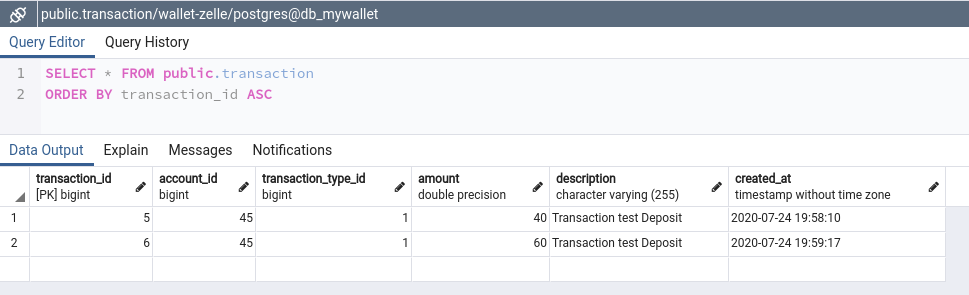 public.transaction/wallet-zelle/postgres@db_mywallet
Query Editor Query History
1 SELECT * FROM public.transaction
2 ORDER BY transaction_id ASC
Data Output Explain Messages Notifications
transaction_id account_id transaction_type_id amount description created_at
[PK] bigint bigint bigint double precision character varying (255) timestamp without time zone
1 5 45 1 40 Transaction test Deposit 2020-07-24 19:58:10
2 6 45 1 60 Transaction test Deposit 2020-07-24 19:59:17